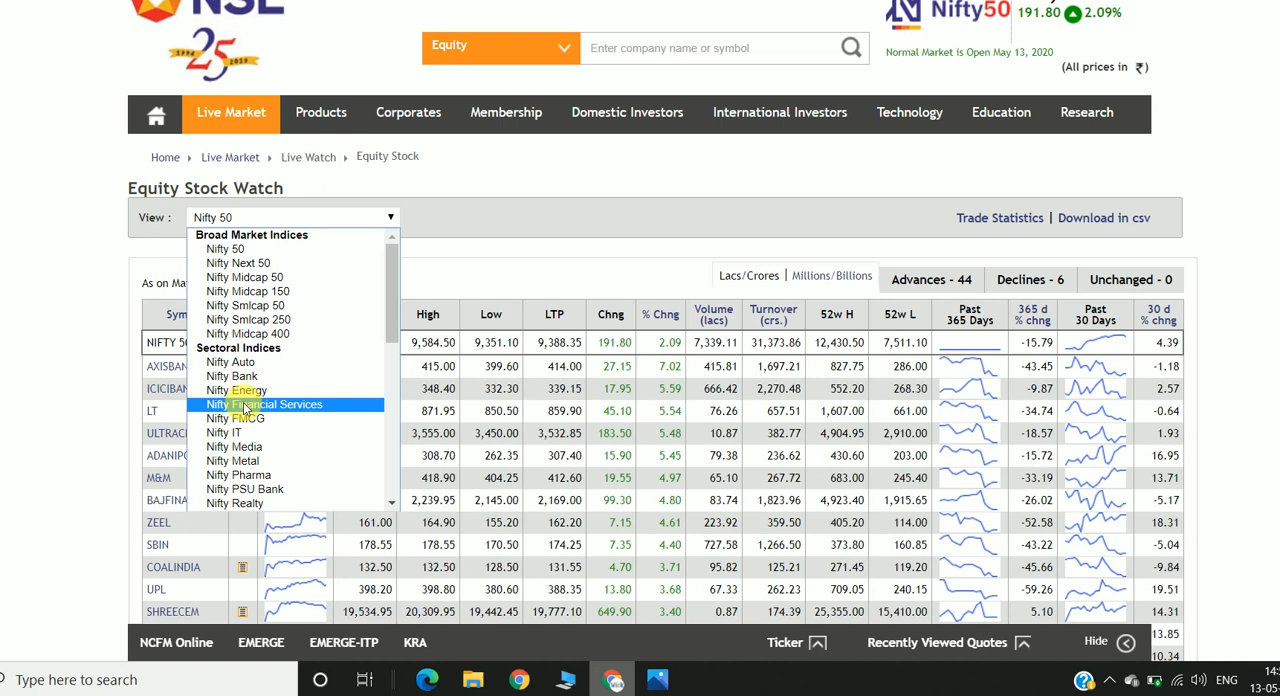 NSE
Nifty50 191.80 2.09%
1994 25 2019
Equity Enter company name or symbol
Normal Market is Open May 13, 2020
(All prices in ₹)
Live Market Products Corporates Membership Domestic Investors International Investors Technology Education Research
Home Live Market Live Watch Equity Stock
Equity Stock Watch
View : Nifty 50 Trade Statistics | Download in csv
Broad Market Indices
Nifty 50
Nifty Next 50
Nifty Midcap 50
Nifty Midcap 150
Nifty Smlcap 50
Nifty Smlcap 250
Nifty Midcap 400
Sectoral Indices
Nifty Auto
Nifty Bank
Nifty Energy
Nifty Financial Services
Nifty FMCG
Nifty IT
Nifty Media
Nifty Metal
Nifty Pharma
Nifty PSU Bank
Nifty Realty
Lacs/Crores | Millions/Billions Advances - 44 Declines - 6 Unchanged - 0
As on Ma
Sym High Low LTP Chng % Chng Volume (lacs) Turnover (crs.) 52w H 52w L Past 365 Days 365 d % chng Past 30 Days 30 d % chng
NIFTY 50 9,584.50 9,351.10 9,388.35 191.80 2.09 7,339.11 31,373.86 12,430.50 7,511.10 -15.79 4.39
AXISBAN 415.00 399.60 414.00 27.15 7.02 415.81 1,697.21 827.75 286.00 -43.45 -1.18
ICICIBAN 348.40 332.30 339.15 17.95 5.59 666.42 2,270.48 552.20 268.30 -9.87 2.57
LT 871.95 850.50 859.90 45.10 5.54 76.26 657.51 1,607.00 661.00 -34.74 -0.64
ULTRAC 3,555.00 3,450.00 3,532.85 183.50 5.48 10.87 382.77 4,904.95 2,910.00 -18.57 1.93
ADANIPO 308.70 262.35 307.40 15.90 5.45 79.38 236.62 430.60 203.00 -15.72 16.95
M&M 418.90 404.25 412.60 19.55 4.97 65.10 267.72 683.00 245.40 -33.19 13.71
BAJFINA 2,239.95 2,145.00 2,169.00 99.30 4.80 83.74 1,823.96 4,923.40 1,915.65 -26.02 -5.17
ZEEL 161.00 164.90 155.20 162.20 7.15 4.61 223.92 359.50 405.20 114.00 -52.58 18.31
SBIN 178.55 178.55 170.50 174.25 7.35 4.40 727.58 1,266.50 373.80 160.85 -43.22 -5.04
COALINDIA 132.50 132.50 128.50 131.55 4.70 3.71 95.82 125.21 271.45 119.20 -45.66 -9.84
UPL 398.20 398.80 380.60 388.35 13.80 3.68 67.33 262.23 709.05 240.15 -59.26 19.51
SHREECEM 19,534.95 20,309.95 19,442.45 19,777.10 649.90 3.40 0.87 174.39 25,355.00 15,410.00 5.10 14.31
13.85
10.34
NCFM Online EMERGE EMERGE-ITP KRA Ticker Recently Viewed Quotes Hide
Type here to search ENG
13-05